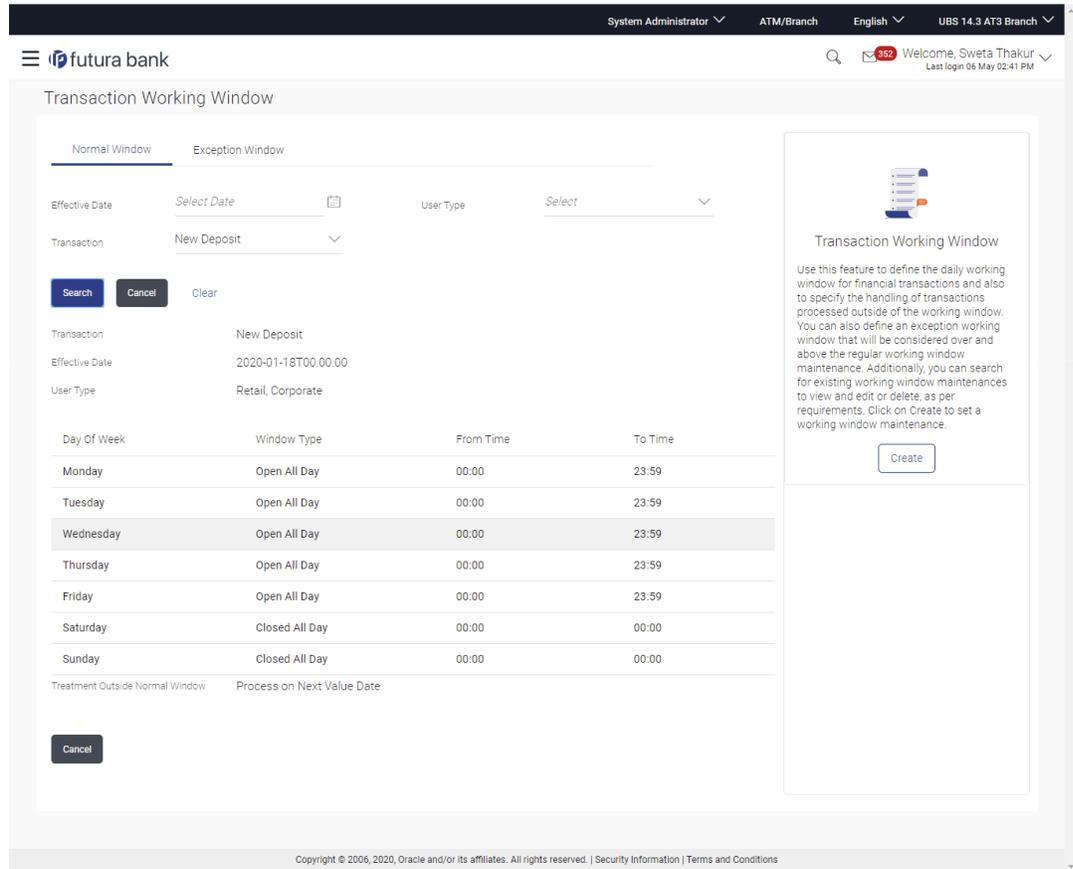 System Administrator ATM/Branch English UBS 14.3 AT3 Branch
futura bank 352 Welcome, Sweta Thakur
Last login 06 May 02:41 PM
Transaction Working Window
Normal Window Exception Window
Effective Date Select Date User Type Select
Transaction New Deposit
Search Cancel Clear
Transaction New Deposit
Effective Date 2020-01-18T00:00:00
User Type Retail, Corporate
Day Of Week Window Type From Time To Time
Monday Open All Day 00:00 23:59
Tuesday Open All Day 00:00 23:59
Wednesday Open All Day 00:00 23:59
Thursday Open All Day 00:00 23:59
Friday Open All Day 00:00 23:59
Saturday Closed All Day 00:00 00:00
Sunday Closed All Day 00:00 00:00
Treatment Outside Normal Window Process on Next Value Date
Cancel
Transaction Working Window
Use this feature to define the daily working
window for financial transactions and also
to specify the handling of transactions
processed outside of the working window.
You can also define an exception working
window that will be considered over and
above the regular working window
maintenance. Additionally, you can search
for existing working window maintenances
to view and edit or delete, as per
requirements. Click on Create to set a
working window maintenance.
Create
Copyright © 2006, 2020, Oracle and/or its affiliates. All rights reserved. | Security Information | Terms and Conditions